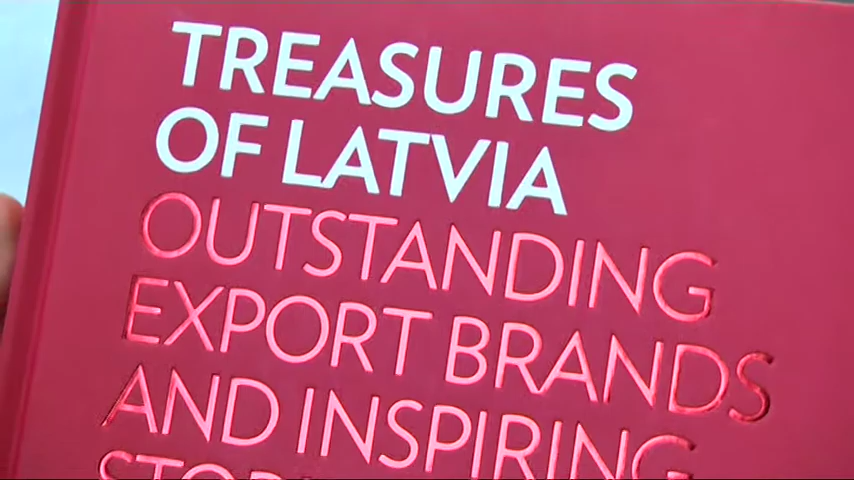 TREASURES
OF LATVIA
OUTSTANDING
EXPORT BRANDS
AND INSPIRING